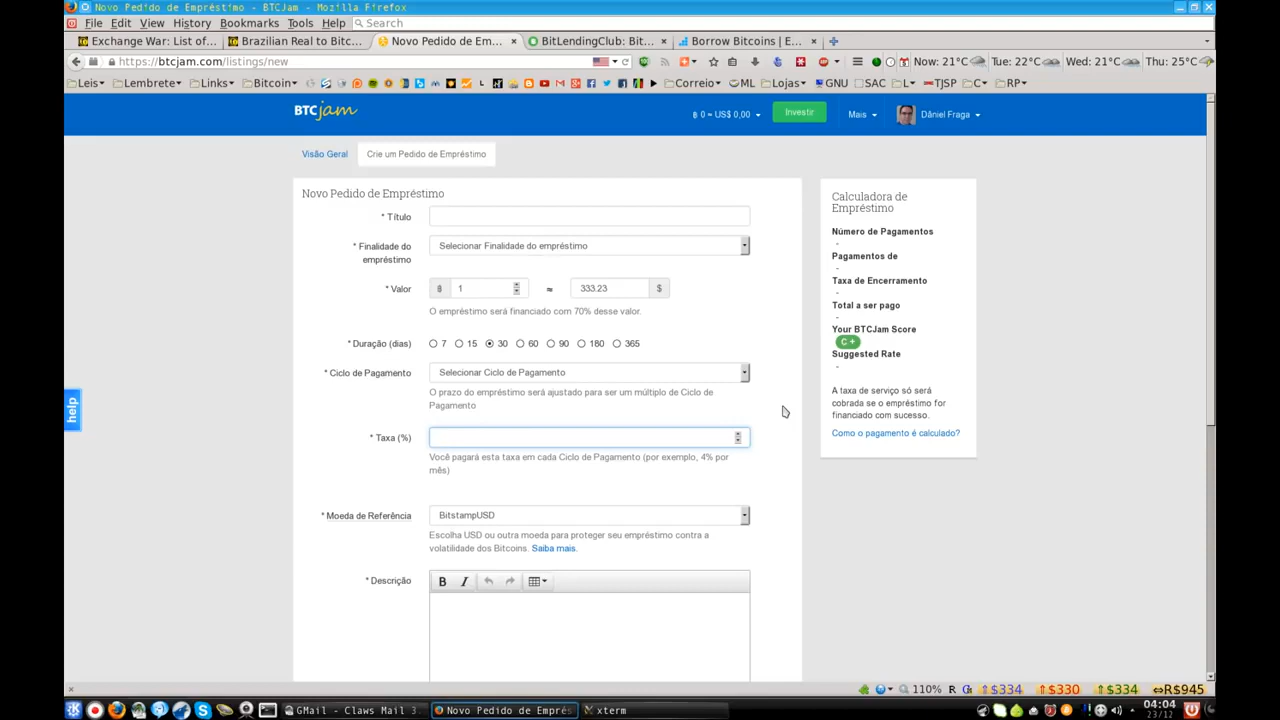 Novo Pedido de Empréstimo - BTCJam - Mozilla Firefox
File Edit View History Bookmarks Tools Help Search
Exchange War: List of... × Brazilian Real to Bitc... × Novo Pedido de Em... × BitLendingClub: Bit... × Borrow Bitcoins | E... ×
https://btcjam.com/listings/new Now: 21°C Tue: 22°C Wed: 21°C Thu: 25°C
Leis Lembrete Links Bitcoin Correio ML Lojas GNU SAC L TJSP C RP
BTCjam ฿ 0 = US$ 0,00 Investir Mais Dâniel Fraga
Visão Geral Crie um Pedido de Empréstimo
Novo Pedido de Empréstimo
* Título
* Finalidade do empréstimo Selecionar Finalidade do empréstimo
* Valor ฿ 1 ≈ 333.23 $
O empréstimo será financiado com 70% desse valor.
* Duração (dias) 7 15 30 60 90 180 365
* Ciclo de Pagamento Selecionar Ciclo de Pagamento
O prazo do empréstimo será ajustado para ser um múltiplo de Ciclo de
Pagamento
* Taxa (%)
Você pagará esta taxa em cada Ciclo de Pagamento (por exemplo, 4% por
mês)
* Moeda de Referência BitstampUSD
Escolha USD ou outra moeda para proteger seu empréstimo contra a
volatilidade dos Bitcoins. Saiba mais.
* Descrição B I
Calculadora de
Empréstimo
Número de Pagamentos
-
Pagamentos de
-
Taxa de Encerramento
-
Total a ser pago
-
Your BTCJam Score
C +
Suggested Rate
-
A taxa de serviço só será
cobrada se o empréstimo for
financiado com sucesso.
Como o pagamento é calculado?
help
× 110% R $334 $330 $334 R$945
GMail - Claws Mail 3. Novo Pedido de Emprés xterm 04:04
23/12